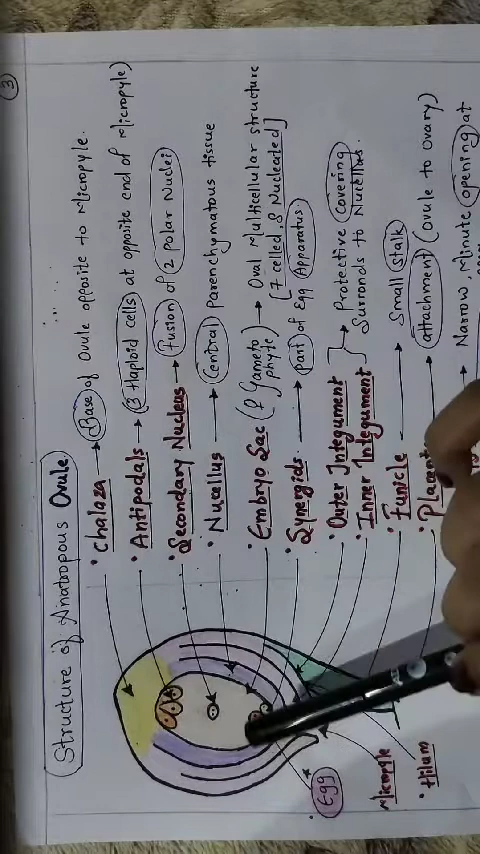 3
Structure of Anatropous Ovule.
• Chalaza → Base of Ovule opposite to Micropyle.
• Antipodals → (3 Haploid cells) at opposite end of Micropyle)
• Secondary Nucleus → Fusion of 2 Polar Nuclei
• Nucellus → Central parenchymatous tissue
• Embryo Sac (♀ Gameto phyte) → Oval Multicellular structure
[7 celled, 8 Nucleated]
• Synergids. → part of Egg Apparatus.
• Outer Integument
• Inner Integument
→ Protective Covering
Surronds to Nucellus.
• Funicle → Small stalk
• Placent → attachment (Ovule to Ovary)
→ Narrow, Minute opening at
Egg
Micropyle
• Hilum